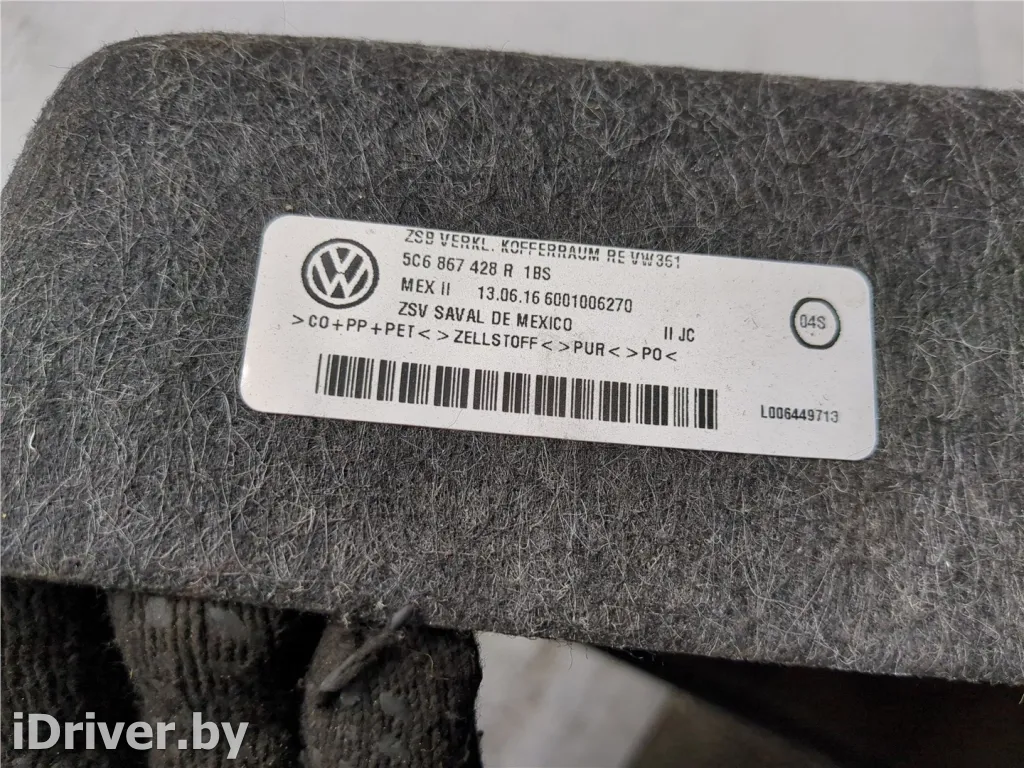 ZSB VERKL. KOFFERRAUM RE VW361
5C6 867 428 R 1BS
MEX II 13.06.16 6001006270
ZSV SAVAL DE MEXICO II JC
>CO+PP+PET<>ZELLSTOFF<>PUR<>PO<
04S
L006449713
iDriver.by